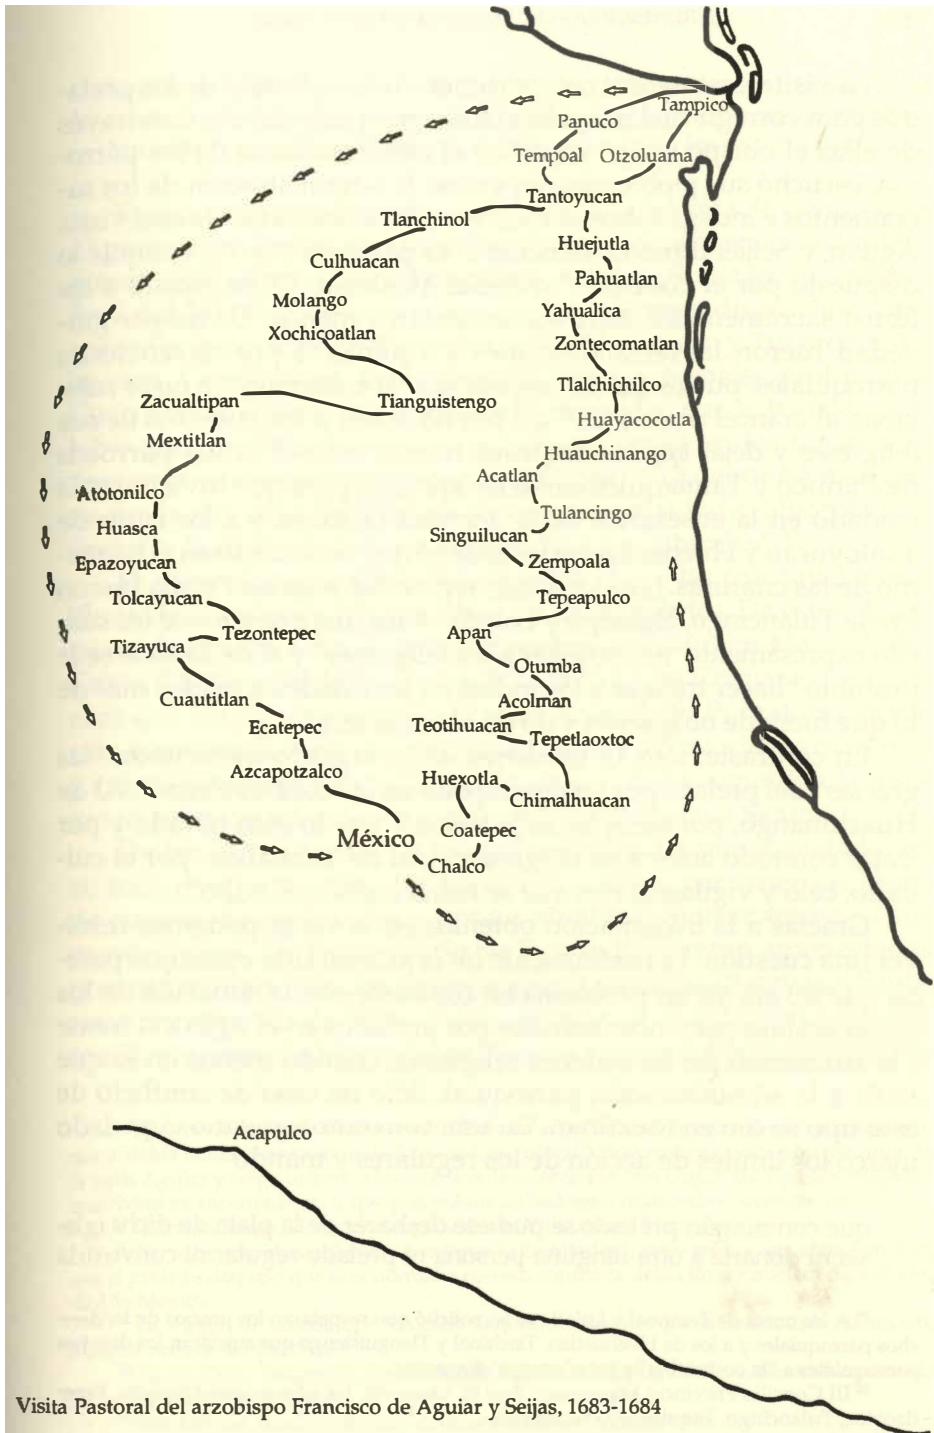 Tampico
Panuco
Tempoal Otzoluama
Tantoyucan
Tlanchinol
Huejutla
Culhuacan
Pahuatlan
Molango
Yahualica
Xochicoatlan
Zontecomatlan
Tlalchichilco
Zacualtipan
Tianguistengo
Huayacocotla
Mextitlan
Huauchinango
Acatlan
Atotonilco
Tulancingo
Huasca
Singuilucan
Epazoyucan
Zempoala
Tolcayucan
Tepeapulco
Tezontepec
Apan
Tizayuca
Otumba
Cuautitlan
Acolman
Ecatepec
Teotihuacan
Tepetlaoxtoc
Azcapotzalco
Huexotla
Chimalhuacan
México
Coatepec
Chalco
Acapulco
Visita Pastoral del arzobispo Francisco de Aguiar y Seijas, 1683-1684